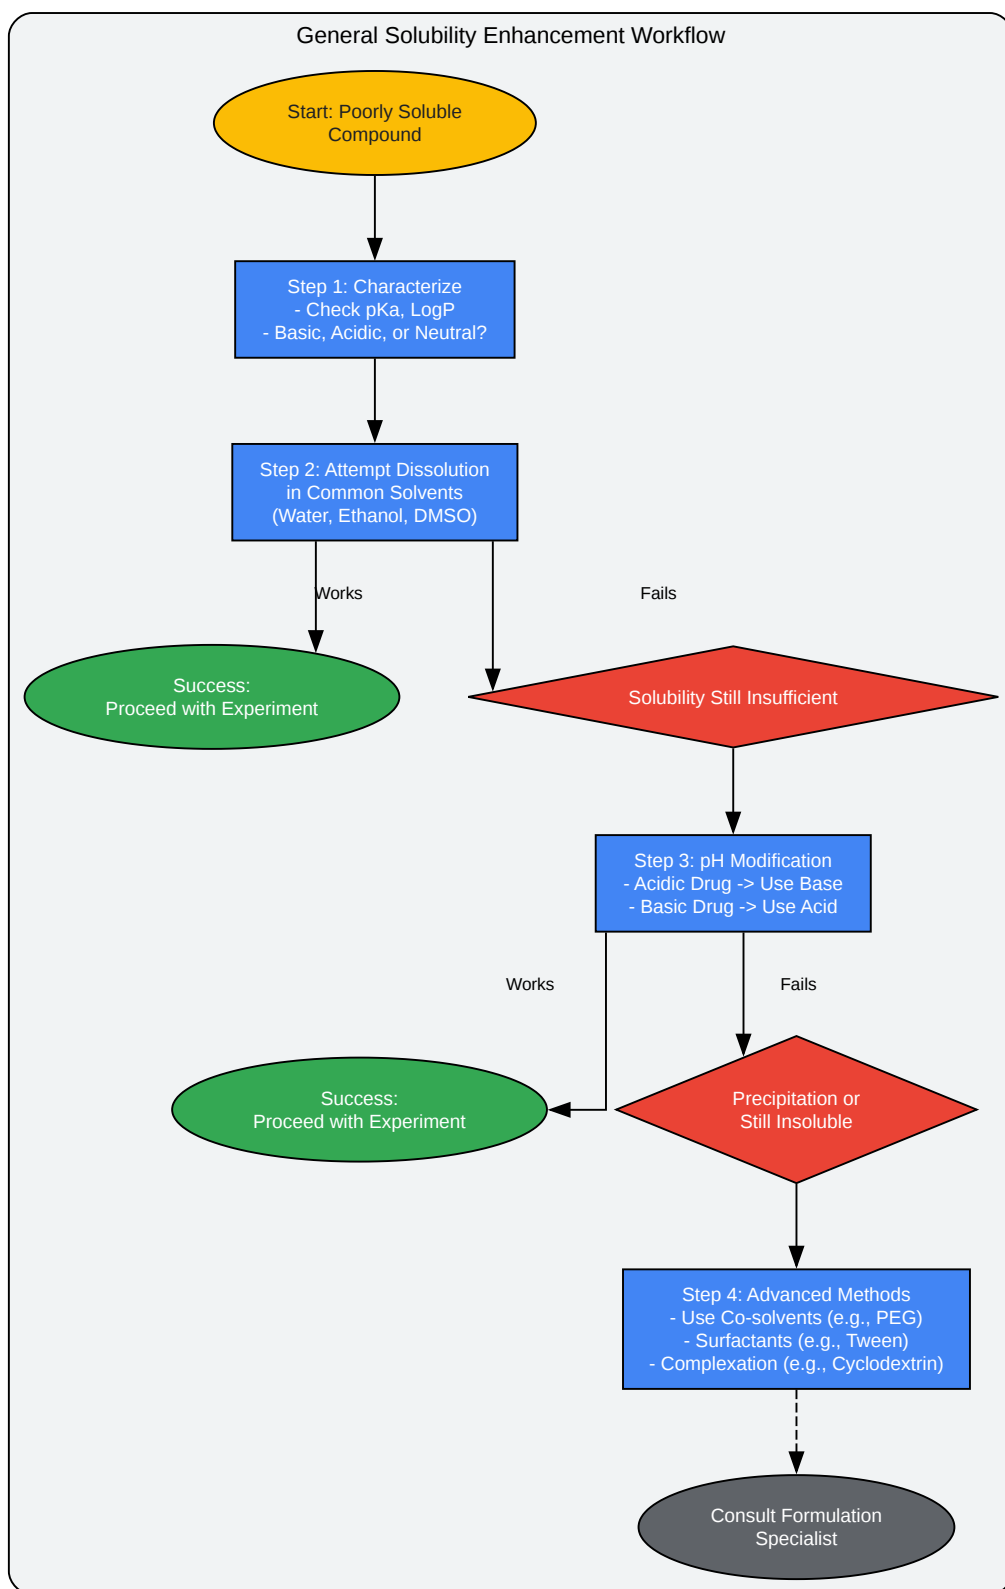 General Solubility Enhancement Workflow
Start: Poorly Soluble
Compound
Step 1: Characterize
- Check pKa, LogP
- Basic, Acidic, or Neutral?
Step 2: Attempt Dissolution
in Common Solvents
(Water, Ethanol, DMSO)
Works
Fails
Success:
Proceed with Experiment
Solubility Still Insufficient
Step 3: pH Modification
- Acidic Drug -> Use Base
- Basic Drug -> Use Acid
Works
Fails
Success:
Proceed with Experiment
Precipitation or
Still Insoluble
Step 4: Advanced Methods
- Use Co-solvents (e.g., PEG)
- Surfactants (e.g., Tween)
- Complexation (e.g., Cyclodextrin)
Consult Formulation
Specialist